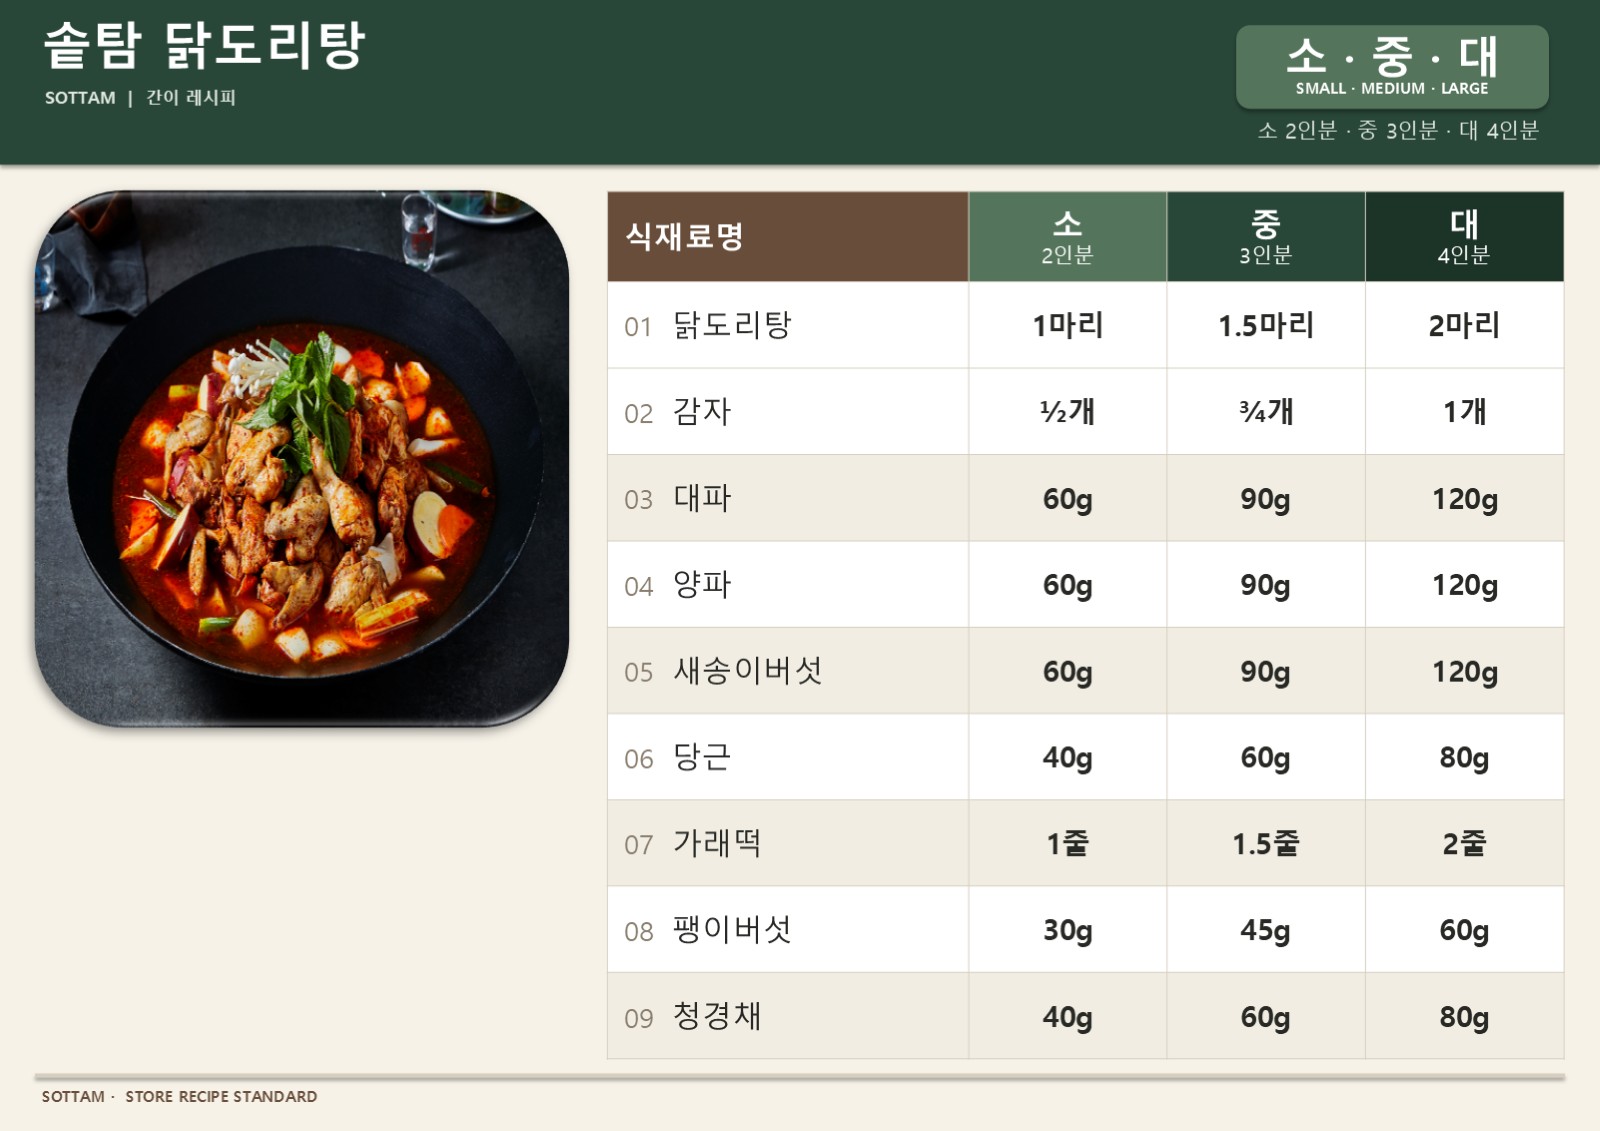 솥탐 닭도리탕
SOTTAM | 간이 레시피
소 · 중 · 대
SMALL · MEDIUM · LARGE
소 2인분 · 중 3인분 · 대 4인분
식재료명 소 중 대
2인분 3인분 4인분
01 닭도리탕 1마리 1.5마리 2마리
02 감자 ½개 ¾개 1개
03 대파 60g 90g 120g
04 양파 60g 90g 120g
05 새송이버섯 60g 90g 120g
06 당근 40g 60g 80g
07 가래떡 1줄 1.5줄 2줄
08 팽이버섯 30g 45g 60g
09 청경채 40g 60g 80g
SOTTAM · STORE RECIPE STANDARD